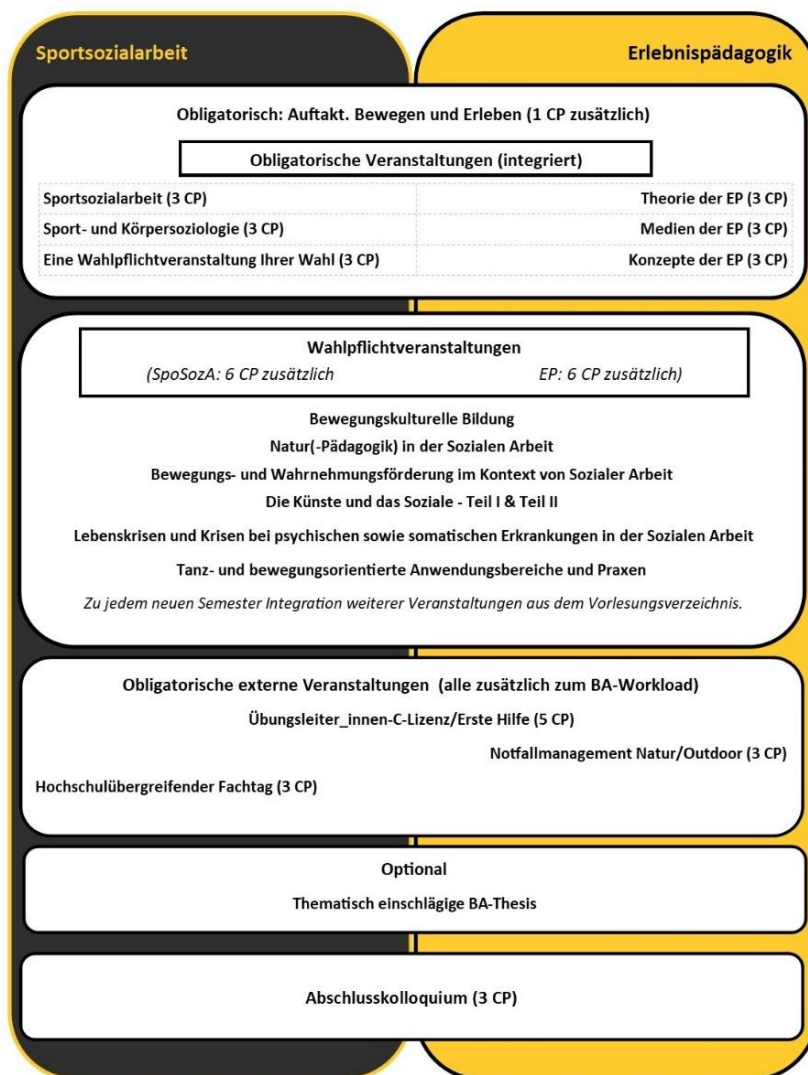 Sportsozialarbeit Erlebnispädagogik
Obligatorisch: Auftakt. Bewegen und Erleben (1 CP zusätzlich)
Obligatorische Veranstaltungen (integriert)
Sportsozialarbeit (3 CP) Theorie der EP (3 CP)
Sport- und Körpersoziologie (3 CP) Medien der EP (3 CP)
Eine Wahlpflichtveranstaltung Ihrer Wahl (3 CP) Konzepte der EP (3 CP)
Wahlpflichtveranstaltungen
(SpoSozA: 6 CP zusätzlich EP: 6 CP zusätzlich)
Bewegungskulturelle Bildung
Natur(-Pädagogik) in der Sozialen Arbeit
Bewegungs- und Wahrnehmungsförderung im Kontext von Sozialer Arbeit
Die Künste und das Soziale - Teil I & Teil II
Lebenskrisen und Krisen bei psychischen sowie somatischen Erkrankungen in der Sozialen Arbeit
Tanz- und bewegungsorientierte Anwendungsbereiche und Praxen
Zu jedem neuen Semester Integration weiterer Veranstaltungen aus dem Vorlesungsverzeichnis.
Obligatorische externe Veranstaltungen (alle zusätzlich zum BA-Workload)
Übungsleiter_innen-C-Lizenz/Erste Hilfe (5 CP)
Notfallmanagement Natur/Outdoor (3 CP)
Hochschulübergreifender Fachtag (3 CP)
Optional
Thematisch einschlägige BA-Thesis
Abschlusskolloquium (3 CP)